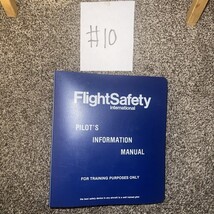 #10
FlightSafety
international
PILOT'S
INFORMATION
MANUAL
FOR TRAINING PURPOSES ONLY